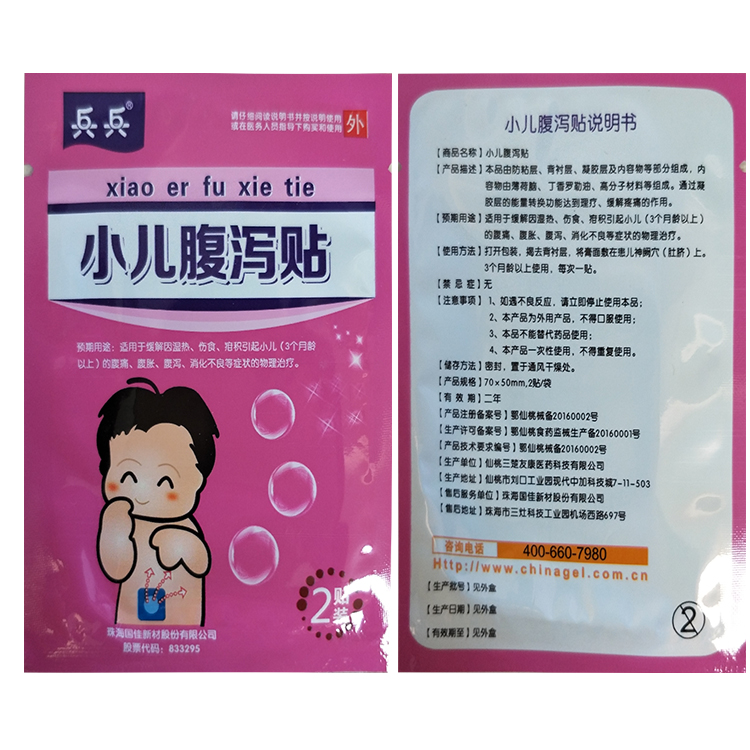 兵兵
请仔细阅读说明书并按说明使用
或在医务人员指导下购买和使用
外
xiao er fu xie tie
小儿腹泻贴
预期用途：适用于缓解因湿热、伤食、疳积引起小儿（3个月龄
以上）的腹痛、腹胀、腹泻、消化不良等症状的物理治疗。
2贴装
珠海国佳新材股份有限公司
股票代码：833295
小儿腹泻贴说明书
【商品名称】小儿腹泻贴
【产品描述】本品由防粘层、背衬层、凝胶层及内容物等部分组成，内
容物由薄荷脑、丁香罗勒油、高分子材料等组成。通过凝
胶层的能量转换功能达到理疗、缓解疼痛的作用。
【预期用途】适用于缓解因湿热、伤食、疳积引起小儿（3个月龄以上）
的腹痛、腹胀、腹泻、消化不良等症状的物理治疗。
【使用方法】打开包装，揭去背衬层，将膏面敷在患儿神阙穴（肚脐）上。
3个月龄以上使用，每次一贴。
【禁忌症】无
【注意事项】1、如遇不良反应，请立即停止使用本品；
2、本产品为外用产品，不得口服使用；
3、本品不能替代药品使用；
4、本产品一次性使用，不得重复使用。
【储存方法】密封，置于通风干燥处。
【产品规格】70×50mm,2贴/袋
【有效期】二年
【产品注册备案号】鄂仙桃械备20160002号
【生产许可备案号】鄂仙桃食药监械生产备20160001号
【产品技术要求编号】鄂仙桃械备20160002号
【生产单位】仙桃三楚友康医药科技有限公司
【生产地址】仙桃市刘口工业园现代中加科技城7-11-503
【售后服务单位】珠海国佳新材股份有限公司
【售后地址】珠海市三灶科技工业园机场西路697号
咨询电话 400-660-7980
Http://www.chinagel.com
【生产批号】见外盒
【生产日期】见外盒
【有效期至】见外盒
2